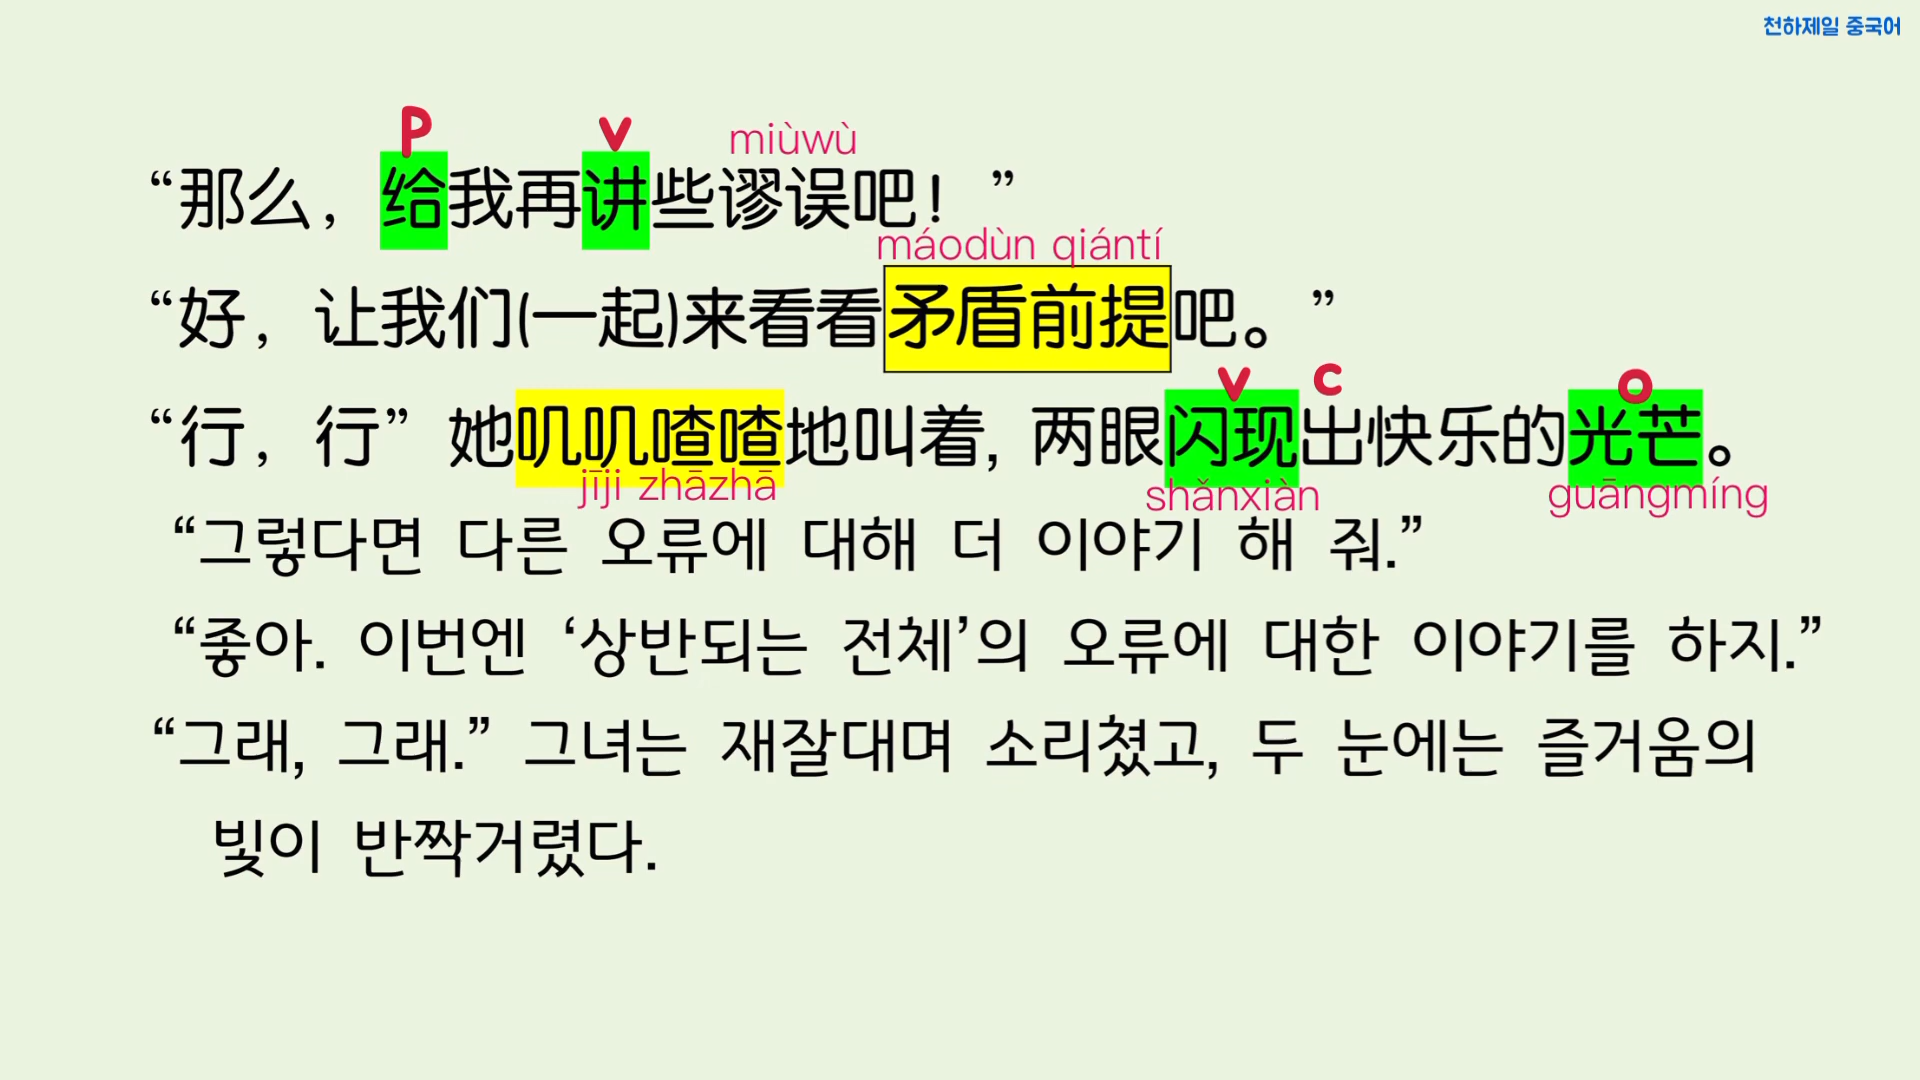 천하제일 중국어
P V miùwù
“那么，给我再讲些谬误吧！”
máodùn qiántí
“好，让我们(一起)来看看矛盾前提吧。”
V C O
“行，行”她叽叽喳喳地叫着, 两眼闪现出快乐的光芒。
jīji zhāzhā shǎnxiàn guāngmíng
“그렇다면 다른 오류에 대해 더 이야기 해 줘.”
“좋아. 이번엔 ‘상반되는 전체’의 오류에 대한 이야기를 하지.”
“그래, 그래.” 그녀는 재잘대며 소리쳤고, 두 눈에는 즐거움의
빛이 반짝거렸다.